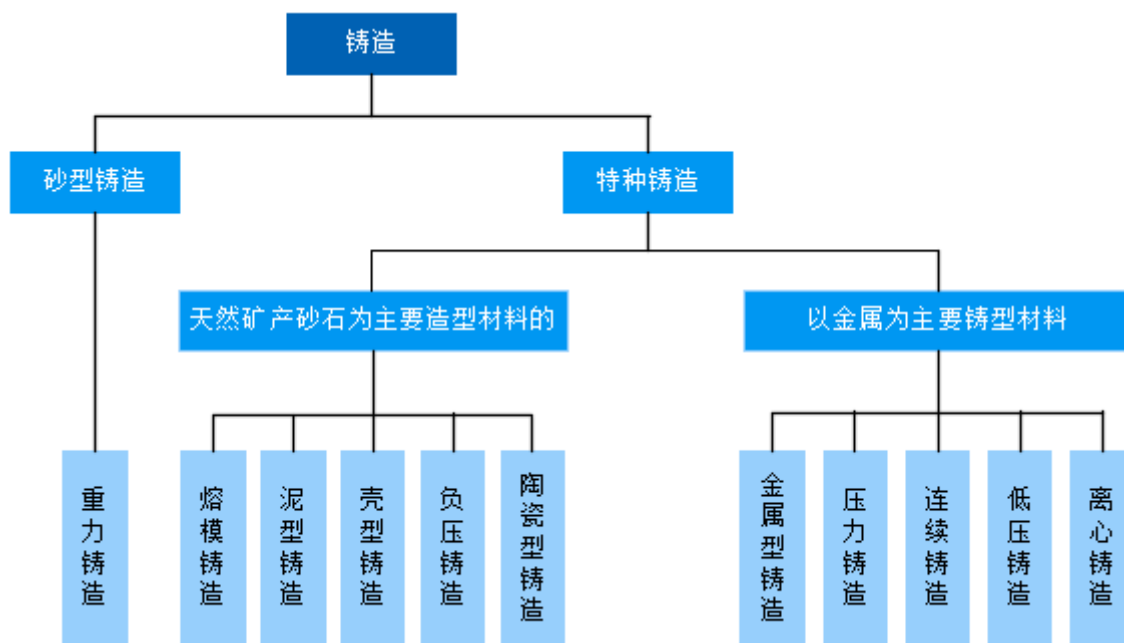 铸造
砂型铸造
特种铸造
天然矿产砂石为主要造型材料的
以金属为主要铸型材料
重力铸造
熔模铸造
泥型铸造
壳型铸造
负压铸造
陶瓷型铸造
金属型铸造
压力铸造
连续铸造
低压铸造
离心铸造